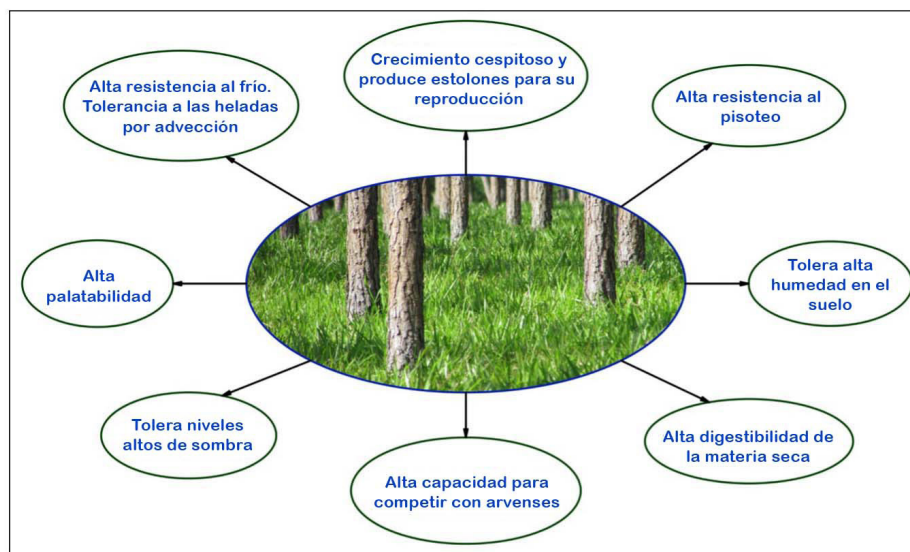 Crecimiento cespitoso y
produce estolones para su
reproducción
Alta resistencia al frío.
Tolerancia a las heladas
por advección
Alta resistencia al
pisoteo
Alta
palatabilidad
Tolera alta
humedad en el
suelo
Tolera niveles
altos de sombra
Alta digestibilidad de
la materia seca
Alta capacidad para
competir con arvenses